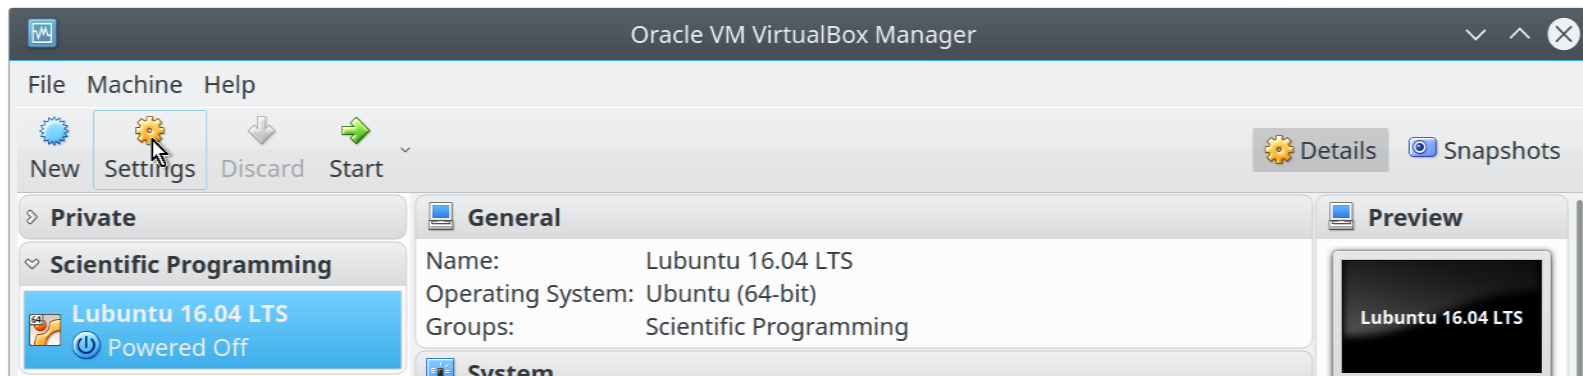 Oracle VM VirtualBox Manager
File Machine Help
New Settings Discard Start Details Snapshots
Private
Scientific Programming
64 Lubuntu 16.04 LTS
Powered Off
General
Name: Lubuntu 16.04 LTS
Operating System: Ubuntu (64-bit)
Groups: Scientific Programming
System
Preview
Lubuntu 16.04 LTS